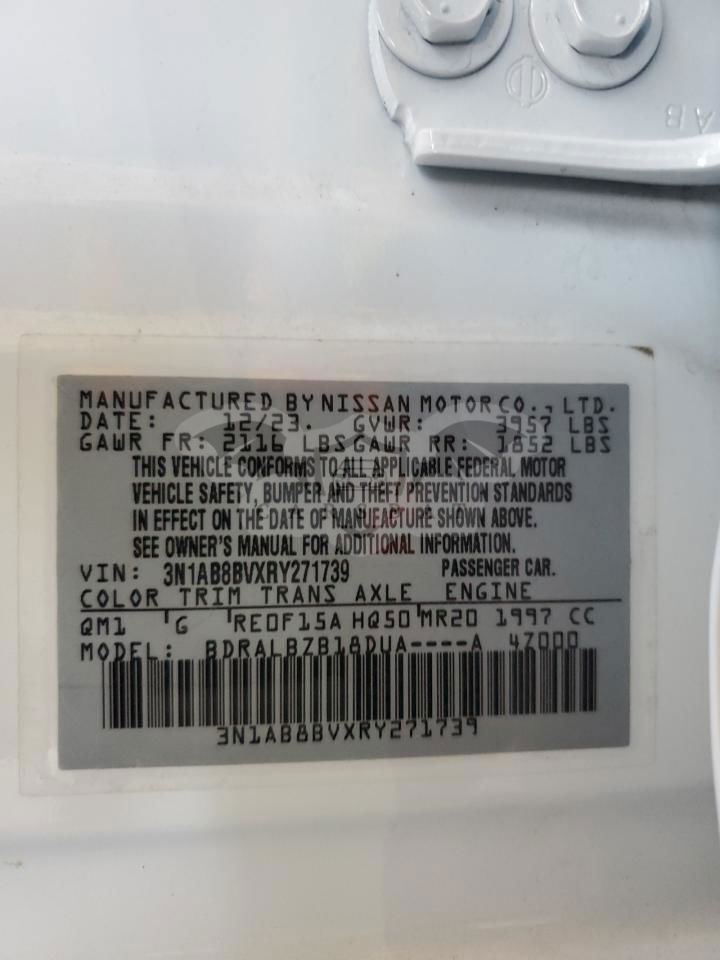 AB
MANUFACTURED BY NISSAN MOTOR CO., LTD.
DATE: 12/23. GVWR: 3957 LBS
GAWR FR: 2116 LBS GAWR RR: 1852 LBS
THIS VEHICLE CONFORMS TO ALL APPLICABLE FEDERAL MOTOR
VEHICLE SAFETY, BUMPER AND THEFT PREVENTION STANDARDS
IN EFFECT ON THE DATE OF MANUFACTURE SHOWN ABOVE.
SEE OWNER'S MANUAL FOR ADDITIONAL INFORMATION.
VIN: 3N1AB8BVXRY271739 PASSENGER CAR.
COLOR TRIM TRANS AXLE ENGINE
QM1 'G RE0F15A HQ50 MR20 1997 CC
MODEL: BDRALBZB18DUA----A 4Z000
3N1AB8BVXRY271739